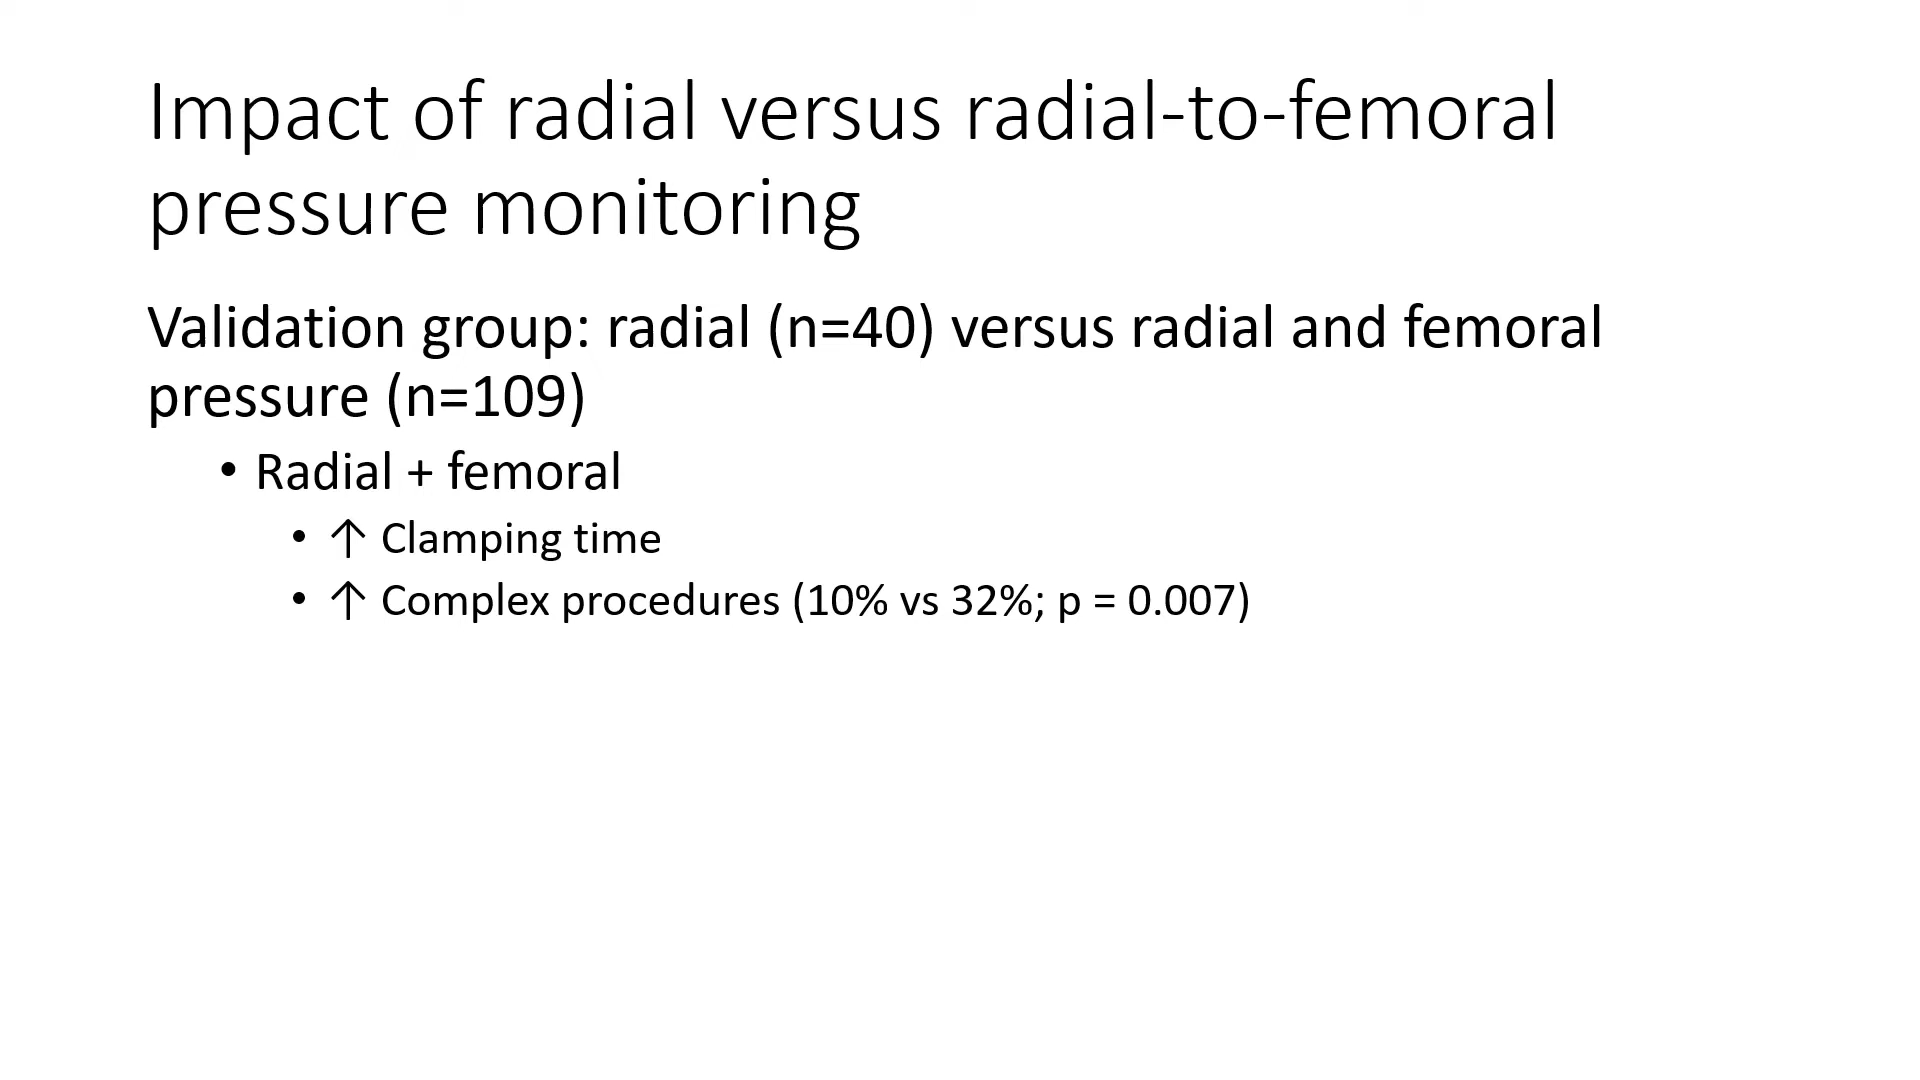 Impact of radial versus radial-to-femoral
pressure monitoring
Validation group: radial (n=40) versus radial and femoral
pressure (n=109)
• Radial + femoral
• ↑ Clamping time
• ↑ Complex procedures (10% vs 32%; p = 0.007)